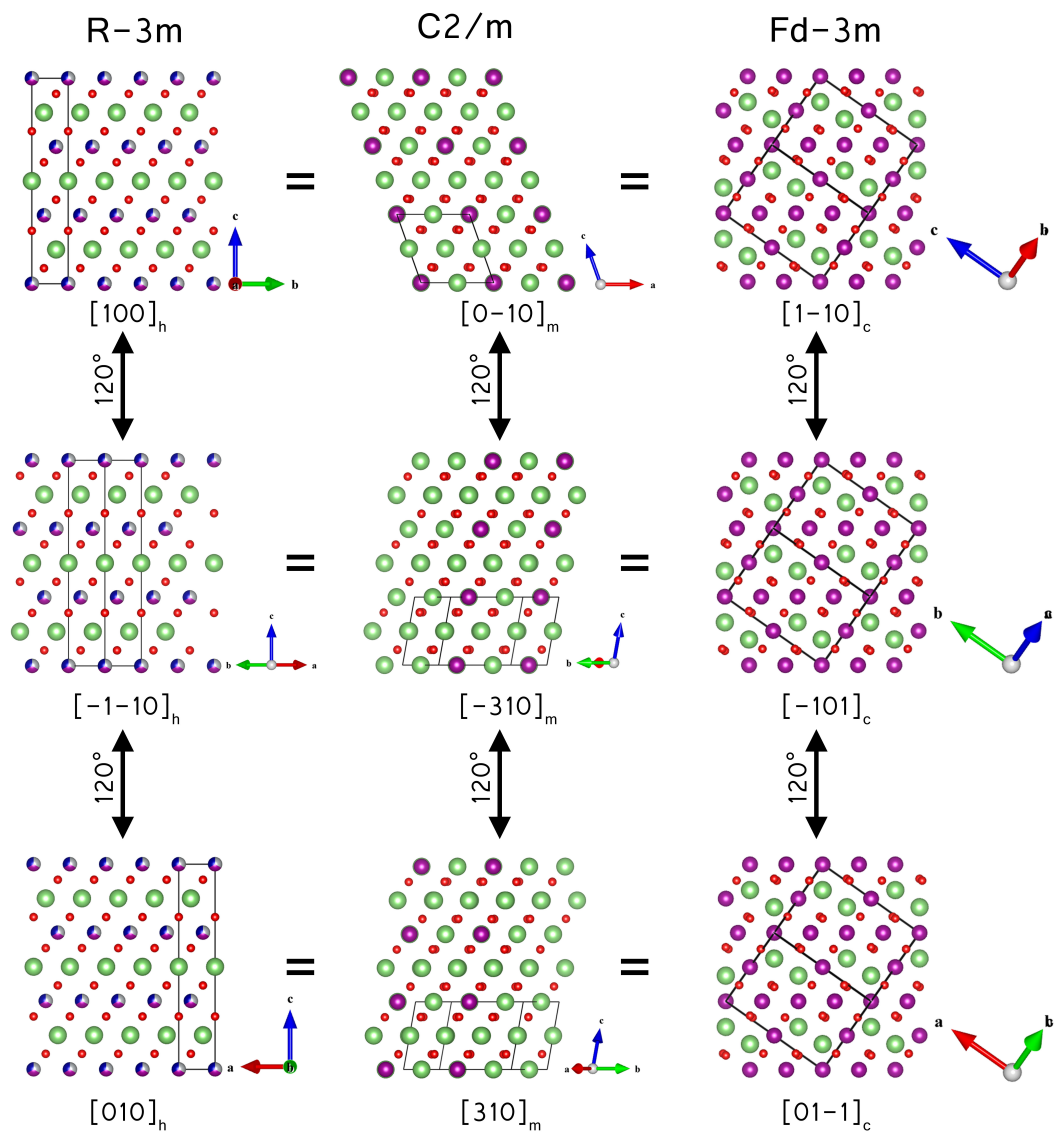 R-3m C2/m Fd-3m
c
a b
c
a
c b
= =
[100]h [0-10]m [1-10]c
120° 120° 120°
c
b a
c
b
b
= =
[-1-10]h [-310]m [-101]c
120° 120° 120°
c
a b
c
a b
a
= =
[010]h [310]m [01-1]c